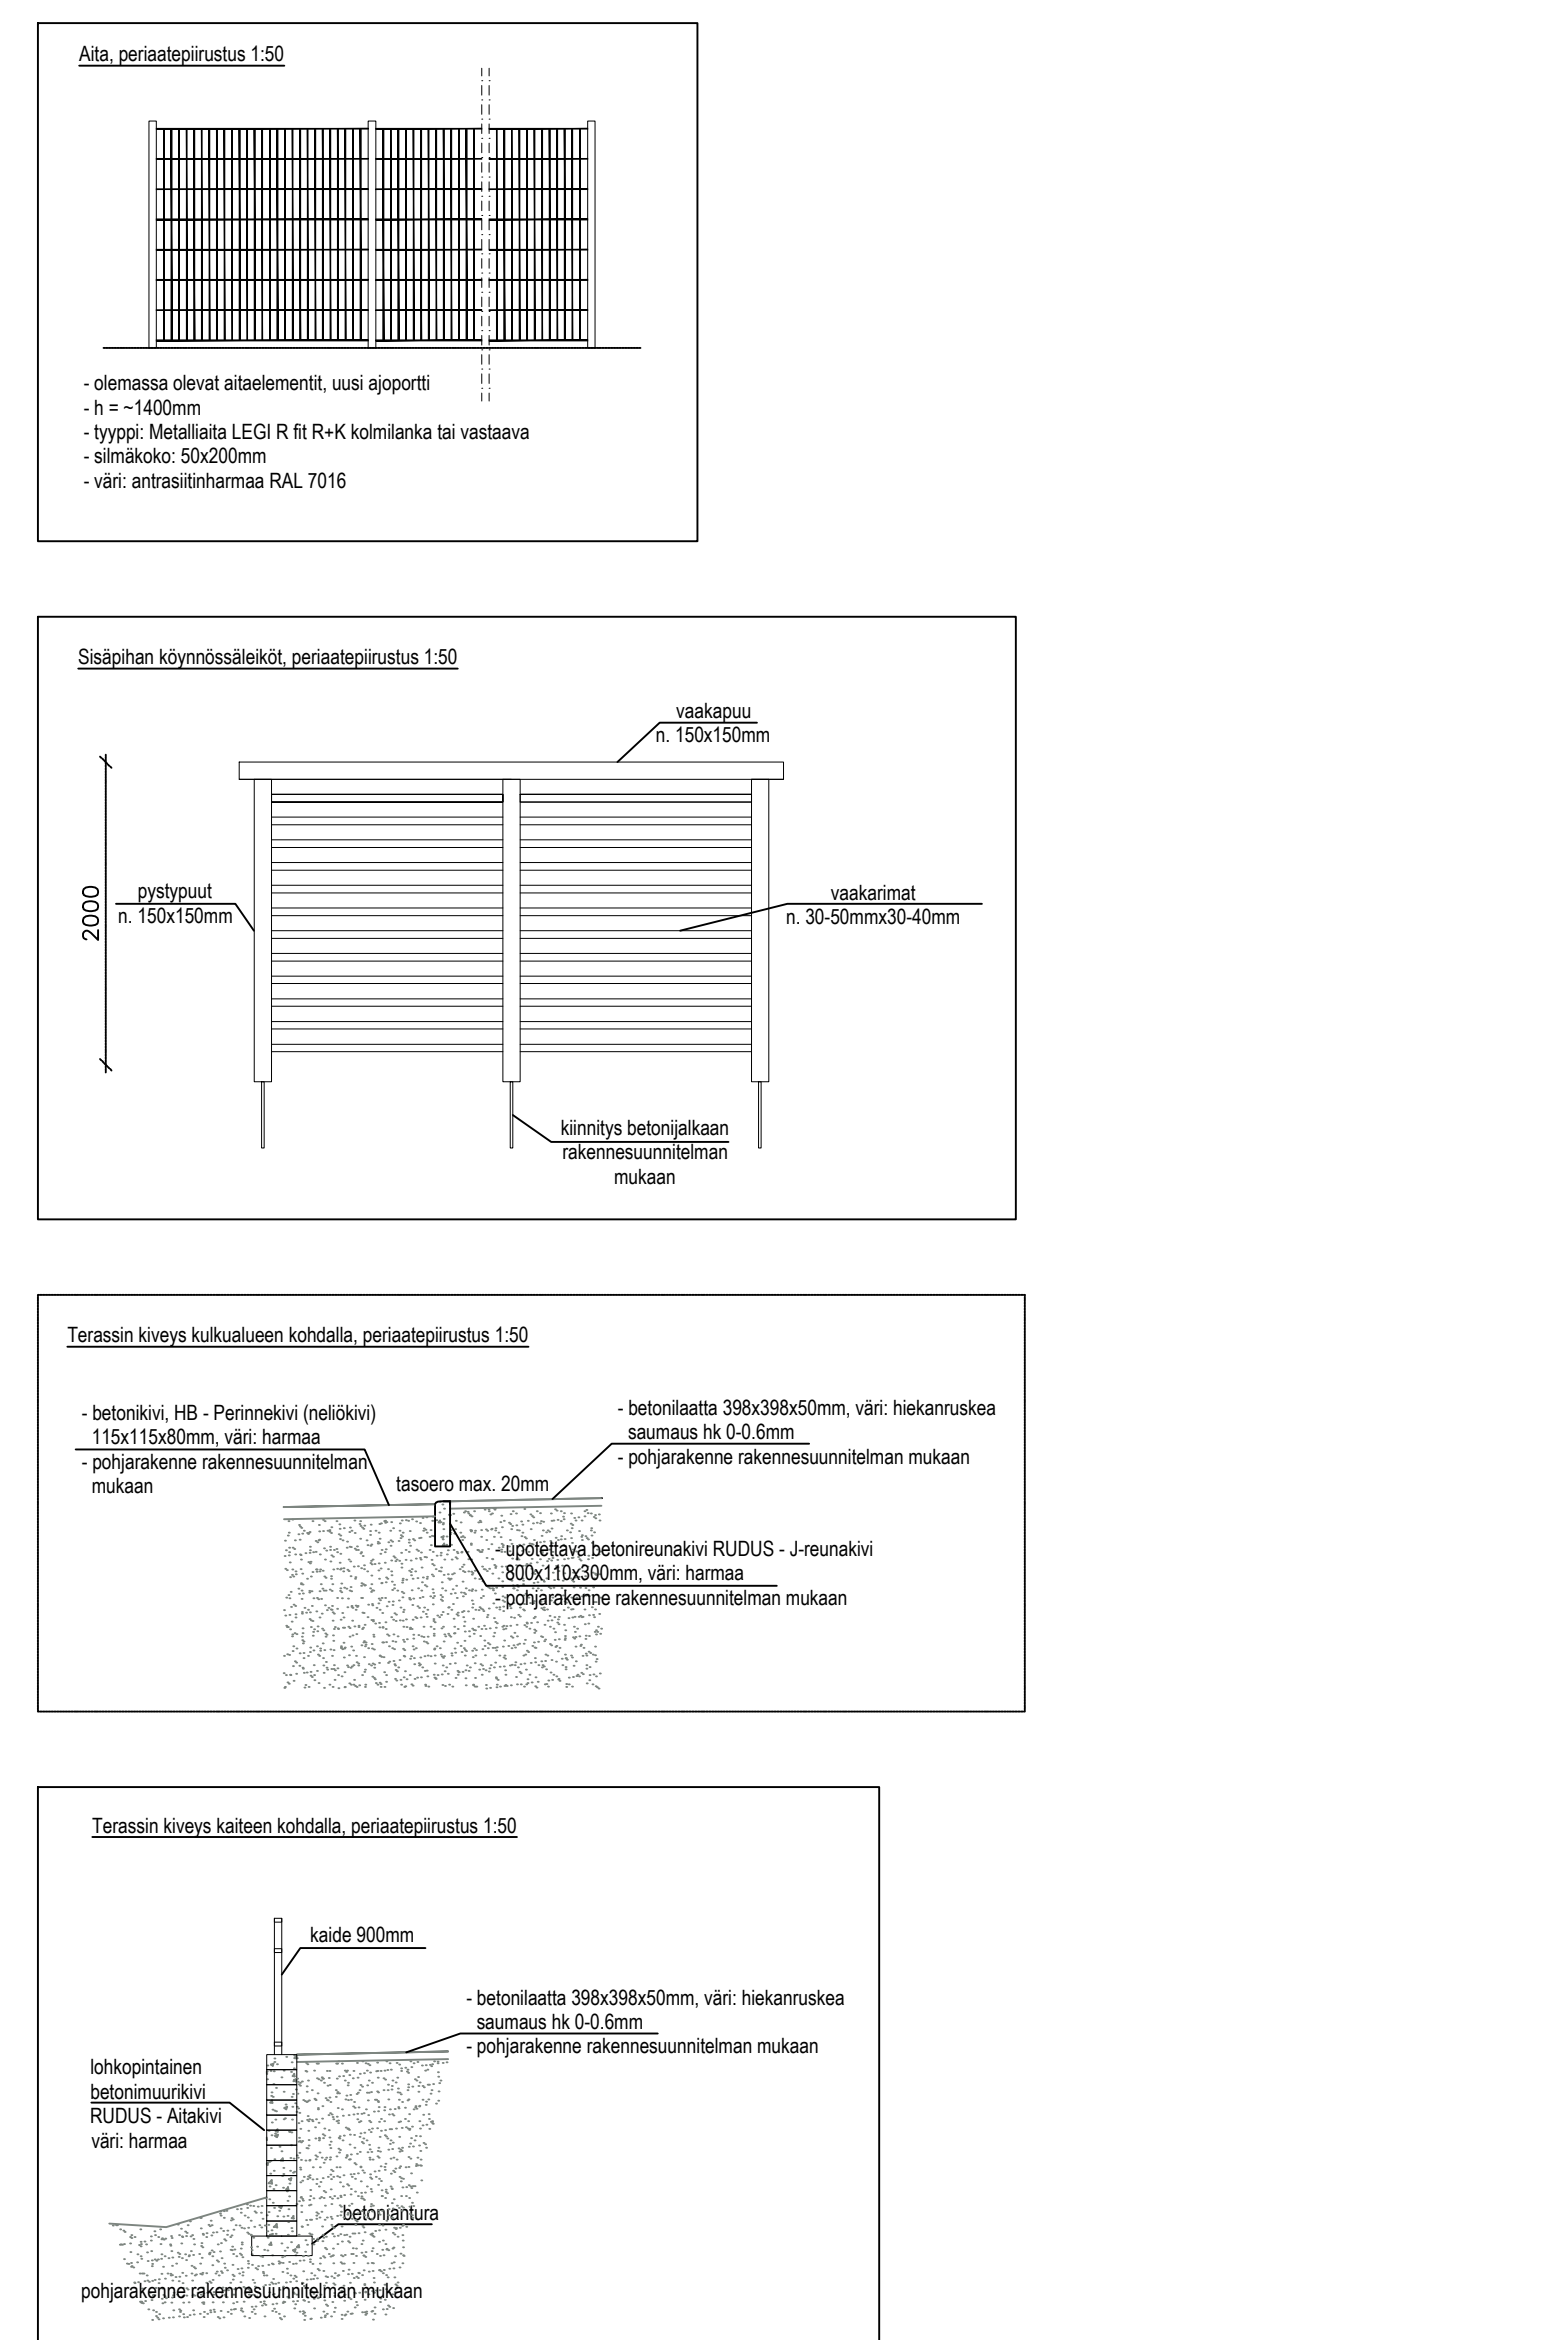 Aita, periaatepiirustus 1:50
- olemassa olevat aitaelementit, uusi ajoportti
- h = ~1400mm
- tyyppi: Metalliaita LEGI R fit R+K kolmilanka tai vastaava
- silmäkoko: 50x200mm
- väri: antrasiitinharmaa RAL 7016
Sisäpihan köynnössäleiköt, periaatepiirustus 1:50
vaakapuu
n. 150x150mm
2000
pystypuut
n. 150x150mm
vaakarimat
n. 30-50mmx30-40mm
kiinnitys betonijalkaan
rakennesuunnitelman
mukaan
Terassin kiveys kulkualueen kohdalla, periaatepiirustus 1:50
- betonikivi, HB - Perinnekivi (neliökivi)
115x115x80mm, väri: harmaa
- pohjarakenne rakennesuunnitelman
mukaan
tasoero max. 20mm
- betonilaatta 398x398x50mm, väri: hiekanruskea
saumaus hk 0-0.6mm
- pohjarakenne rakennesuunnitelman mukaan
- upotettava betonireunakivi RUDUS - J-reunakivi
800x110x300mm, väri: harmaa
- pohjarakenne rakennesuunnitelman mukaan
Terassin kiveys kaiteen kohdalla, periaatepiirustus 1:50
kaide 900mm
- betonilaatta 398x398x50mm, väri: hiekanruskea
saumaus hk 0-0.6mm
- pohjarakenne rakennesuunnitelman mukaan
lohkopintainen
betonimuurikivi
RUDUS - Aitakivi
väri: harmaa
betoniantura
pohjarakenne rakennesuunnitelman mukaan